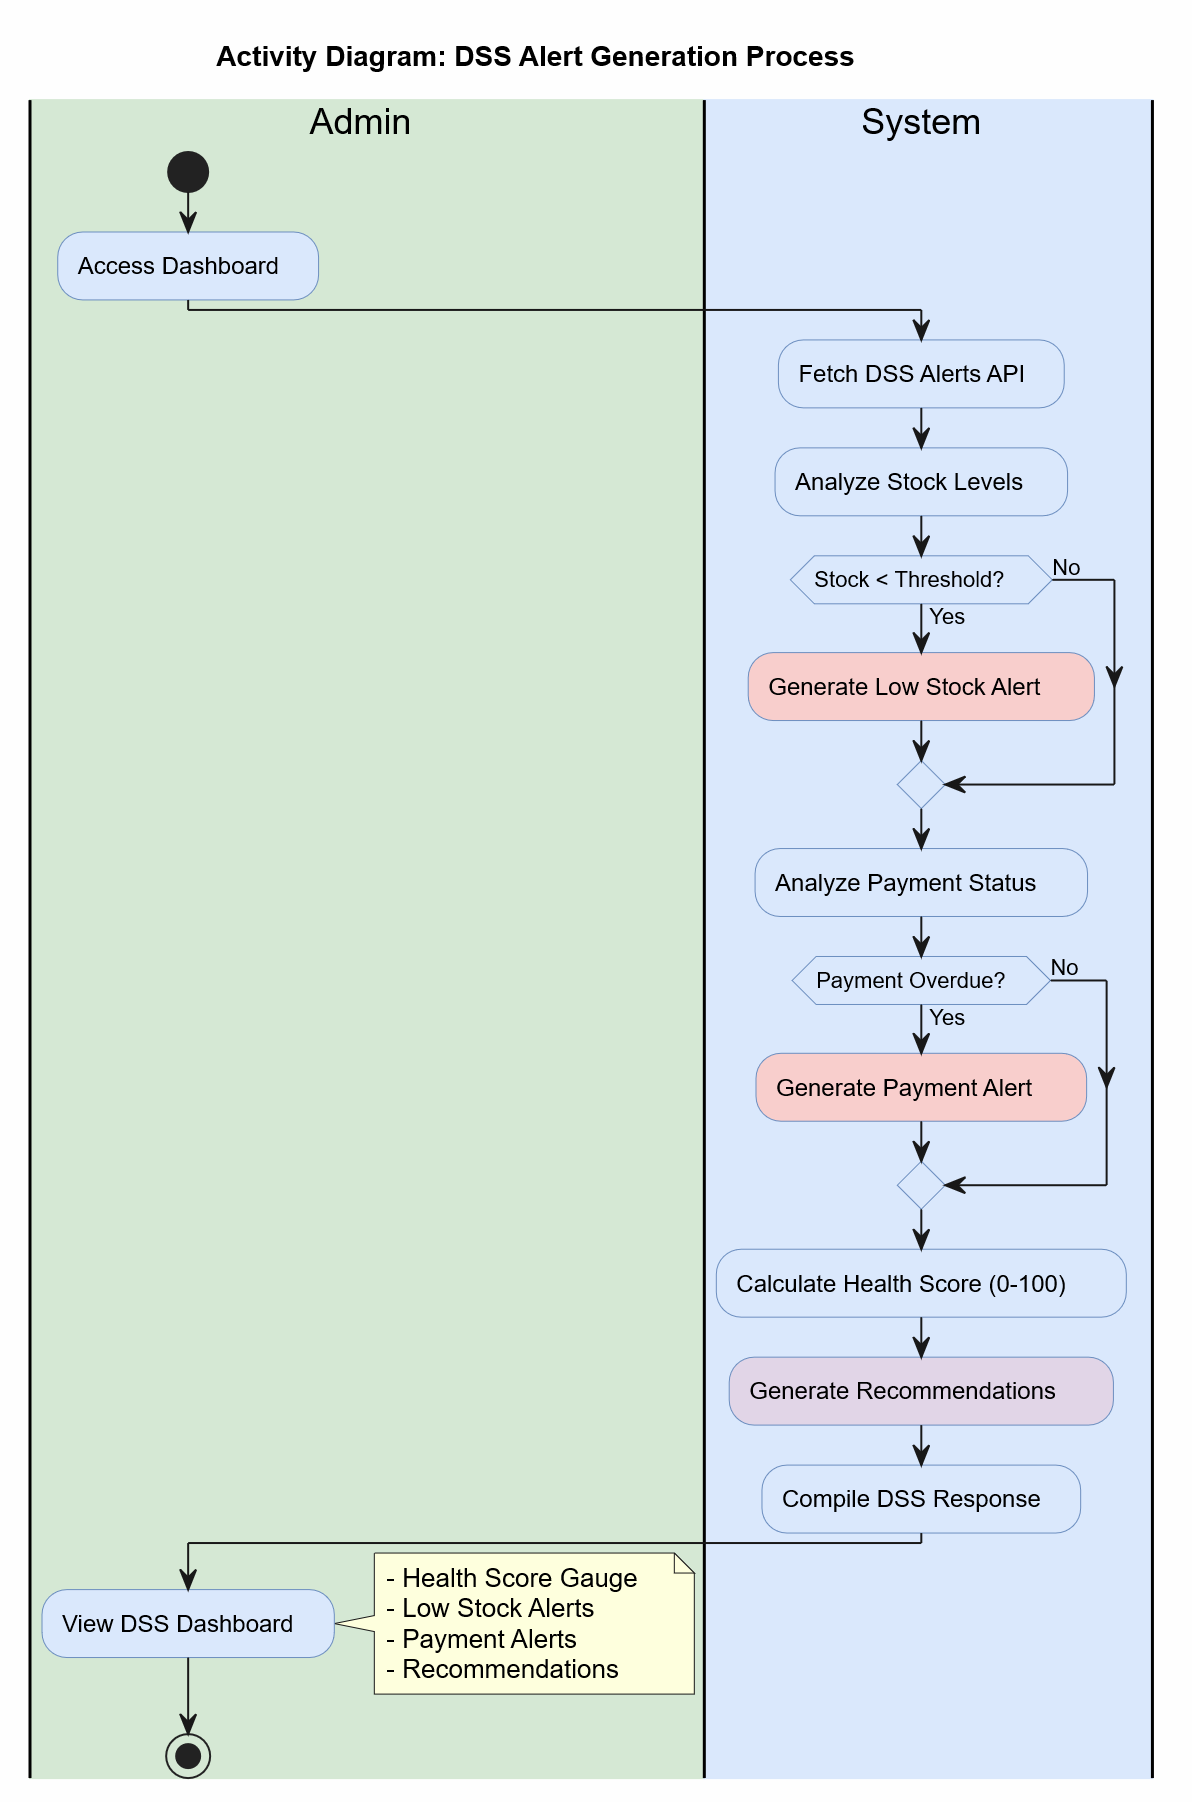 Activity Diagram: DSS Alert Generation Process
Admin
System
Access Dashboard
Fetch DSS Alerts API
Analyze Stock Levels
Stock < Threshold?
No
Yes
Generate Low Stock Alert
Analyze Payment Status
Payment Overdue?
No
Yes
Generate Payment Alert
Calculate Health Score (0-100)
Generate Recommendations
Compile DSS Response
View DSS Dashboard
- Health Score Gauge
- Low Stock Alerts
- Payment Alerts
- Recommendations